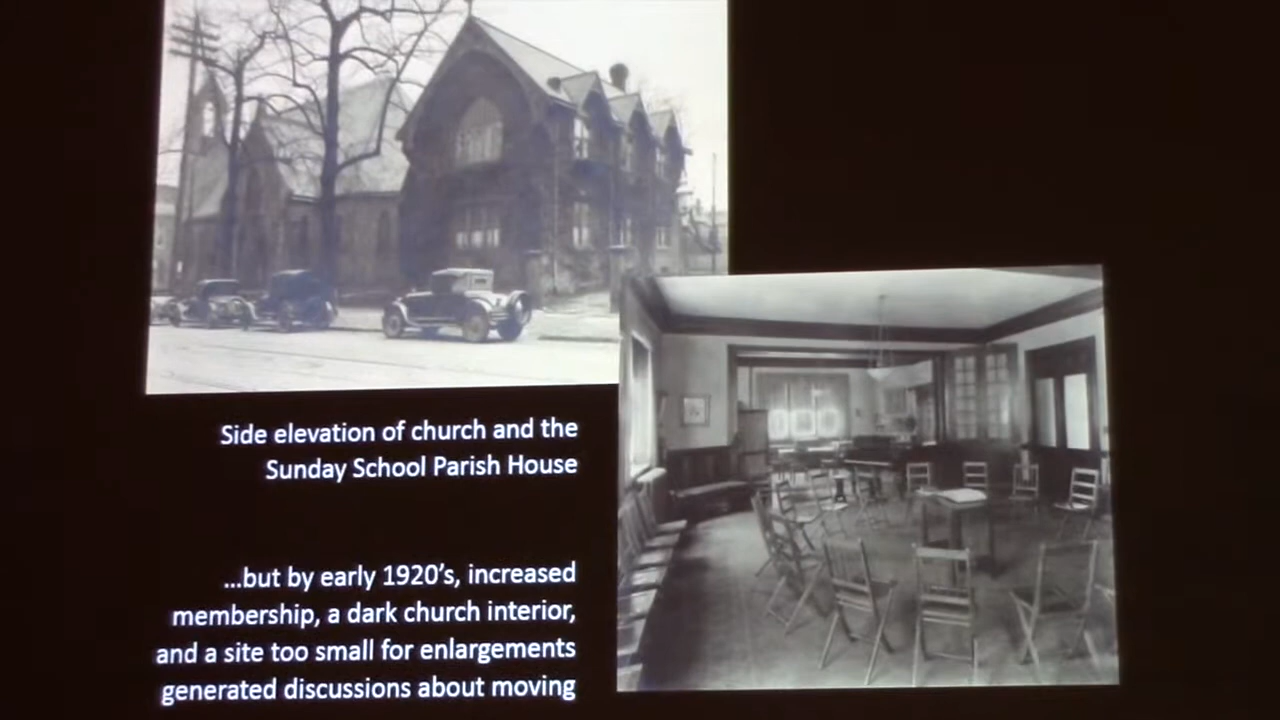 Side elevation of church and the
Sunday School Parish House
...but by early 1920's, increased
membership, a dark church interior,
and a site too small for enlargements
generated discussions about moving